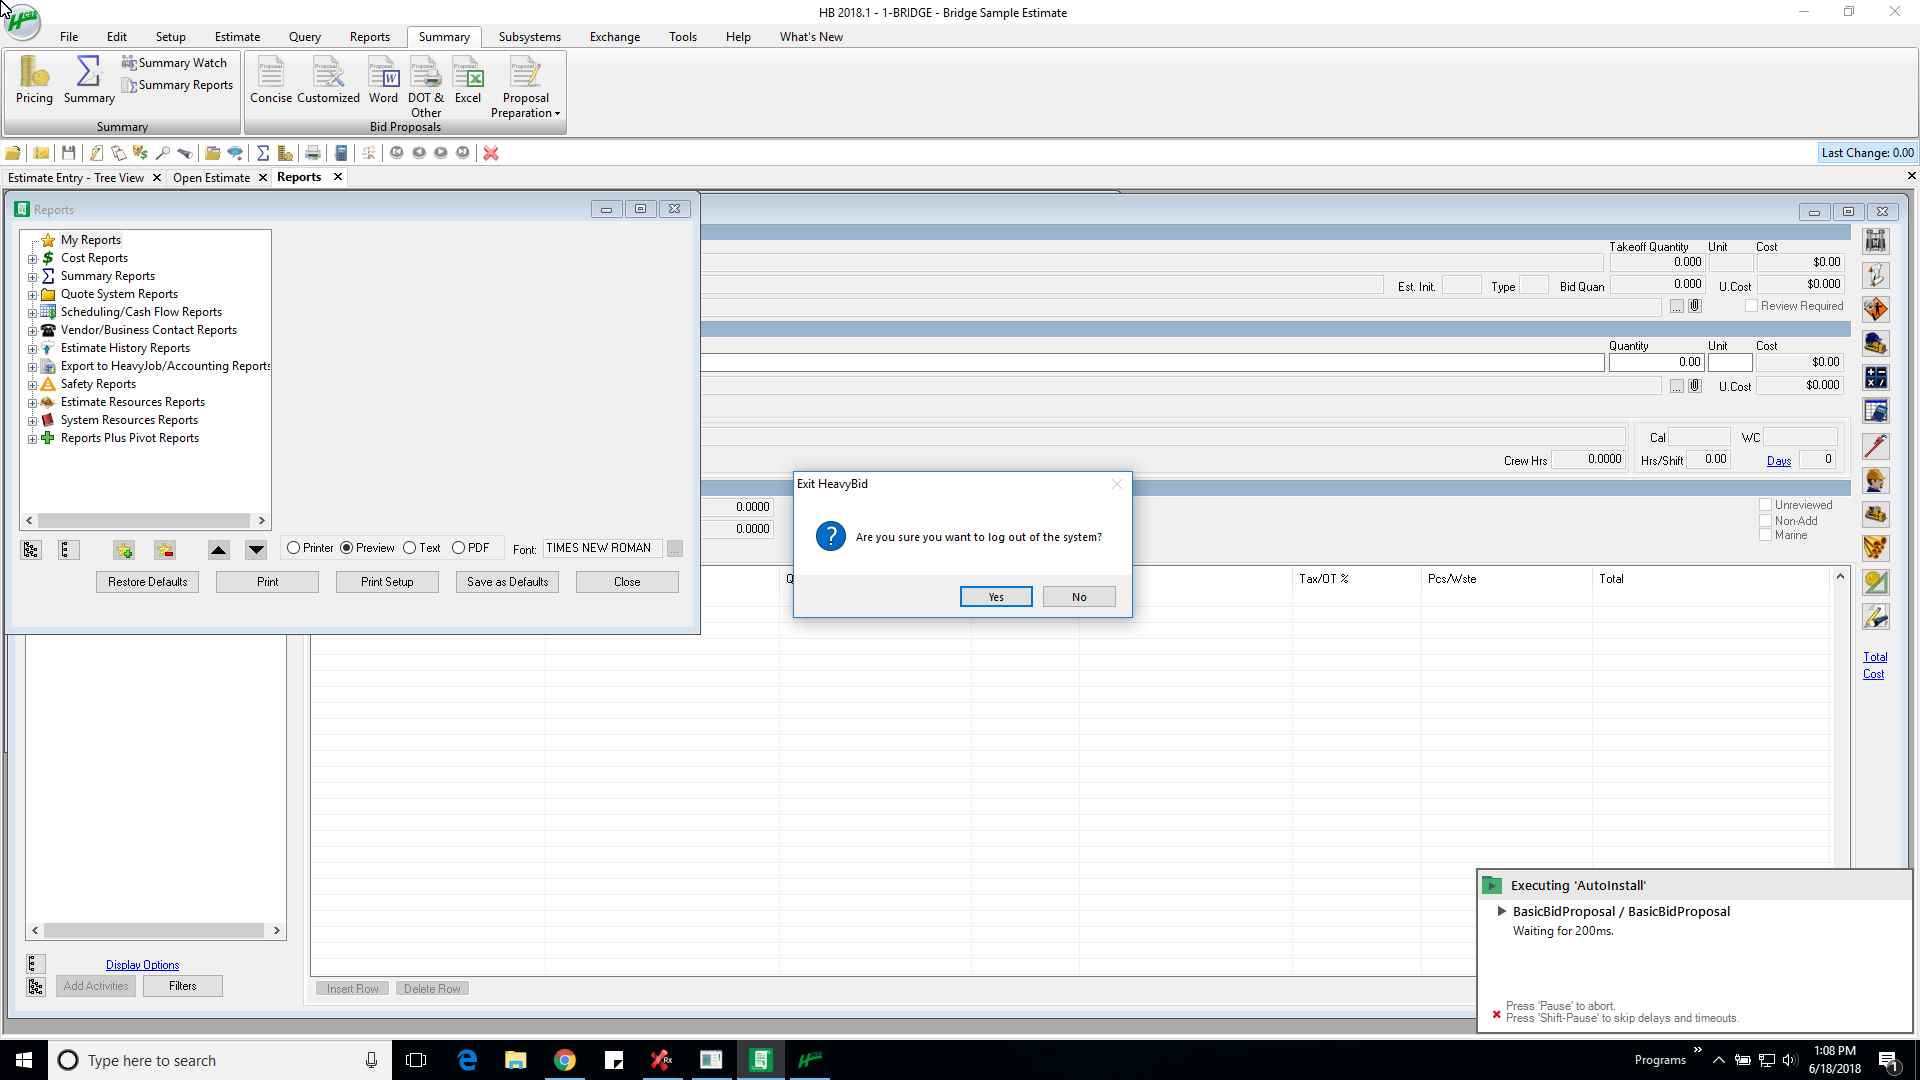 HB 2018.1 - 1-BRIDGE - Bridge Sample Estimate
File Edit Setup Estimate Query Reports Summary Subsystems Exchange Tools Help What's New
Pricing
Summary
Summary Watch
Summary Reports
Summary
Concise
Customized
Word
DOT & Other
Excel
Proposal Preparation
Bid Proposals
Last Change: 0.00
Estimate Entry - Tree View
Open Estimate
Reports
Reports
My Reports
Cost Reports
Summary Reports
Quote System Reports
Scheduling/Cash Flow Reports
Vendor/Business Contact Reports
Estimate History Reports
Export to HeavyJob/Accounting Reports
Safety Reports
Estimate Resources Reports
System Resources Reports
Reports Plus Pivot Reports
Printer Preview Text PDF Font: TIMES NEW ROMAN ...
Restore Defaults Print Print Setup Save as Defaults Close
Takeoff Quantity Unit Cost
0.000 $0.00
Est. Init. Type Bid Quan 0.000 U.Cost $0.000
... Review Required
Quantity Unit Cost
0.00 $0.00
... U.Cost $0.000
Cal WC
Crew Hrs 0.0000 Hrs/Shift 0.00 Days 0
0.0000
0.0000
Unreviewed
Non-Add
Marine
Exit HeavyBid
Are you sure you want to log out of the system?
Yes No
Q Tax/OT % Pcs/Wste Total
Total
Cost
Display Options
Add Activities Filters
Insert Row Delete Row
Executing 'AutoInstall'
BasicBidProposal / BasicBidProposal
Waiting for 200ms.
Press 'Pause' to abort.
Press 'Shift-Pause' to skip delays and timeouts.
Type here to search
Programs
1:08 PM
6/18/2018
1